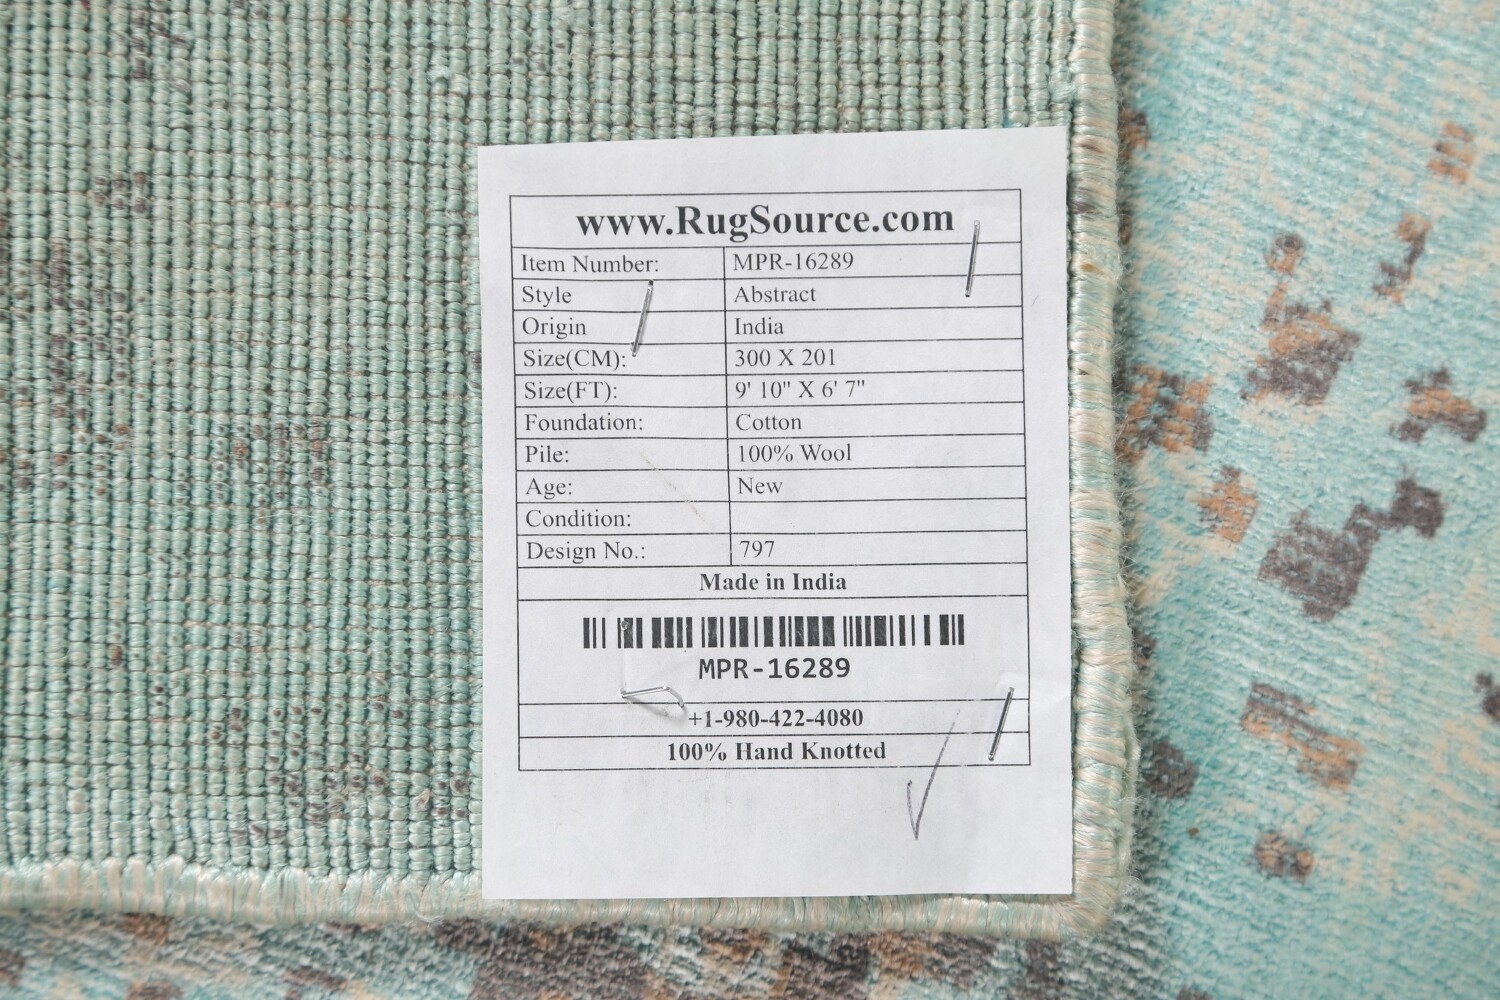 www.RugSource.com
Item Number: MPR-16289
Style Abstract
Origin India
Size(CM): 300 X 201
Size(FT): 9' 10" X 6' 7"
Foundation: Cotton
Pile: 100% Wool
Age: New
Condition:
Design No.: 797
Made in India
MPR-16289
+1-980-422-4080
100% Hand Knotted